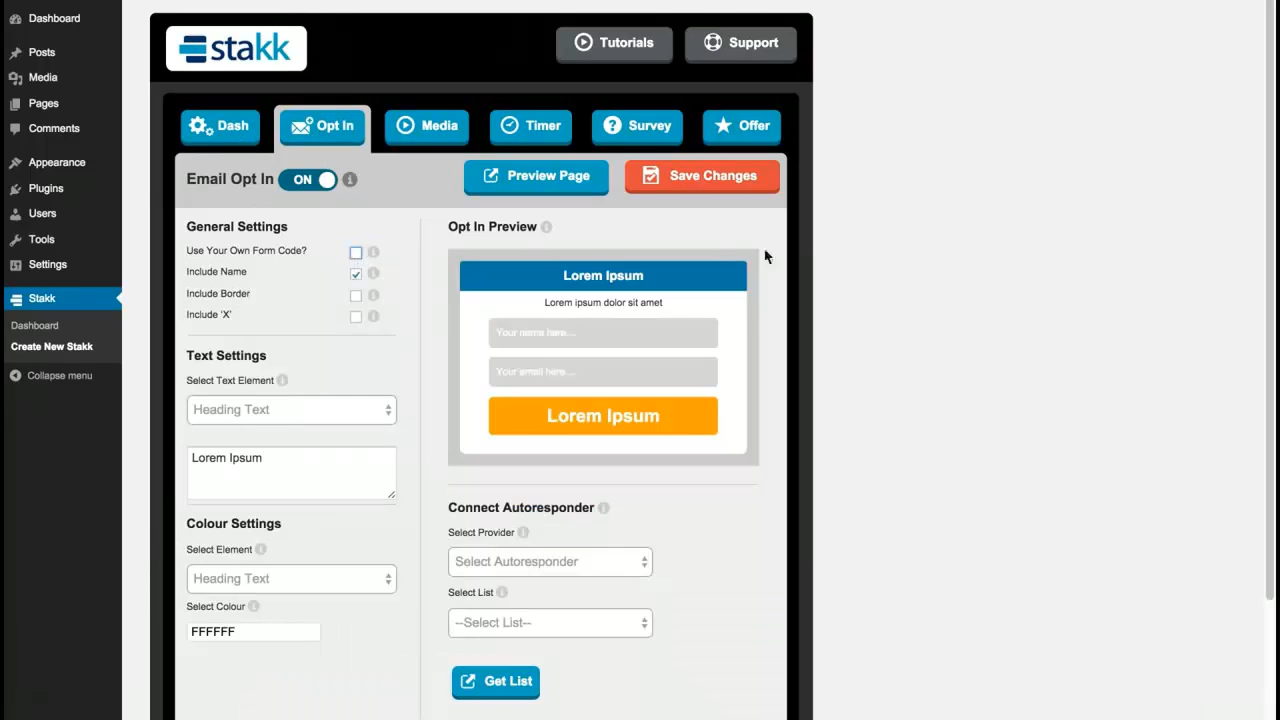 Dashboard
Posts
Media
Pages
Comments
Appearance
Plugins
Users
Tools
Settings
Stakk
Dashboard
Create New Stakk
Collapse menu
stakk
Tutorials
Support
Dash
Opt In
Media
Timer
Survey
Offer
Email Opt In
ON
Preview Page
Save Changes
General Settings
Use Your Own Form Code?
Include Name
Include Border
Include 'X'
Text Settings
Select Text Element
Heading Text
Lorem Ipsum
Colour Settings
Select Element
Heading Text
Select Colour
FFFFFF
Opt In Preview
Lorem Ipsum
Lorem ipsum dolor sit amet
Your name here...
Your email here...
Lorem Ipsum
Connect Autoresponder
Select Provider
Select Autoresponder
Select List
--Select List--
Get List